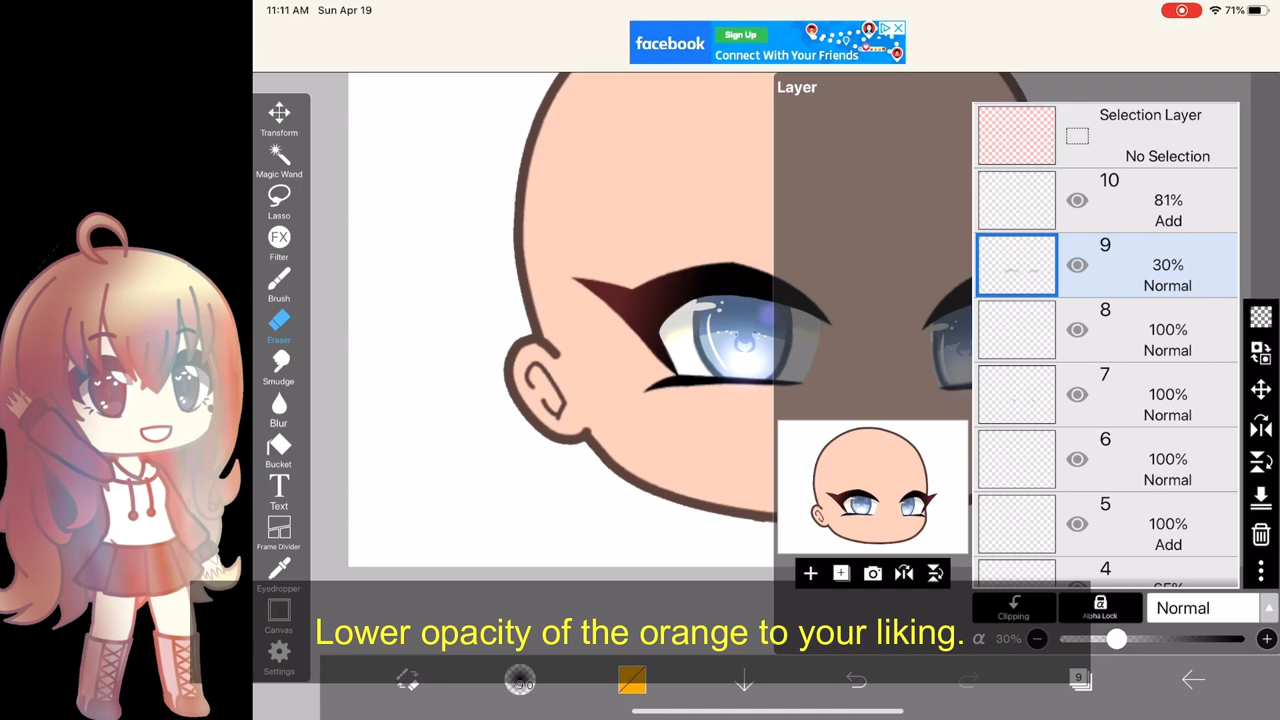 11:11 AM Sun Apr 19
71%
facebook
Sign Up
Connect With Your Friends
Layer
Transform
Magic Wand
Lasso
FX
Filter
Brush
Eraser
Smudge
Blur
Bucket
T
Text
Frame Divider
Eyedropper
Canvas
Settings
Selection Layer
No Selection
10
81%
Add
9
30%
Normal
8
100%
Normal
7
100%
Normal
6
100%
Normal
5
100%
Add
4
65%
Clipping
Alpha Lock
Normal
α 30%
Lower opacity of the orange to your liking.
9